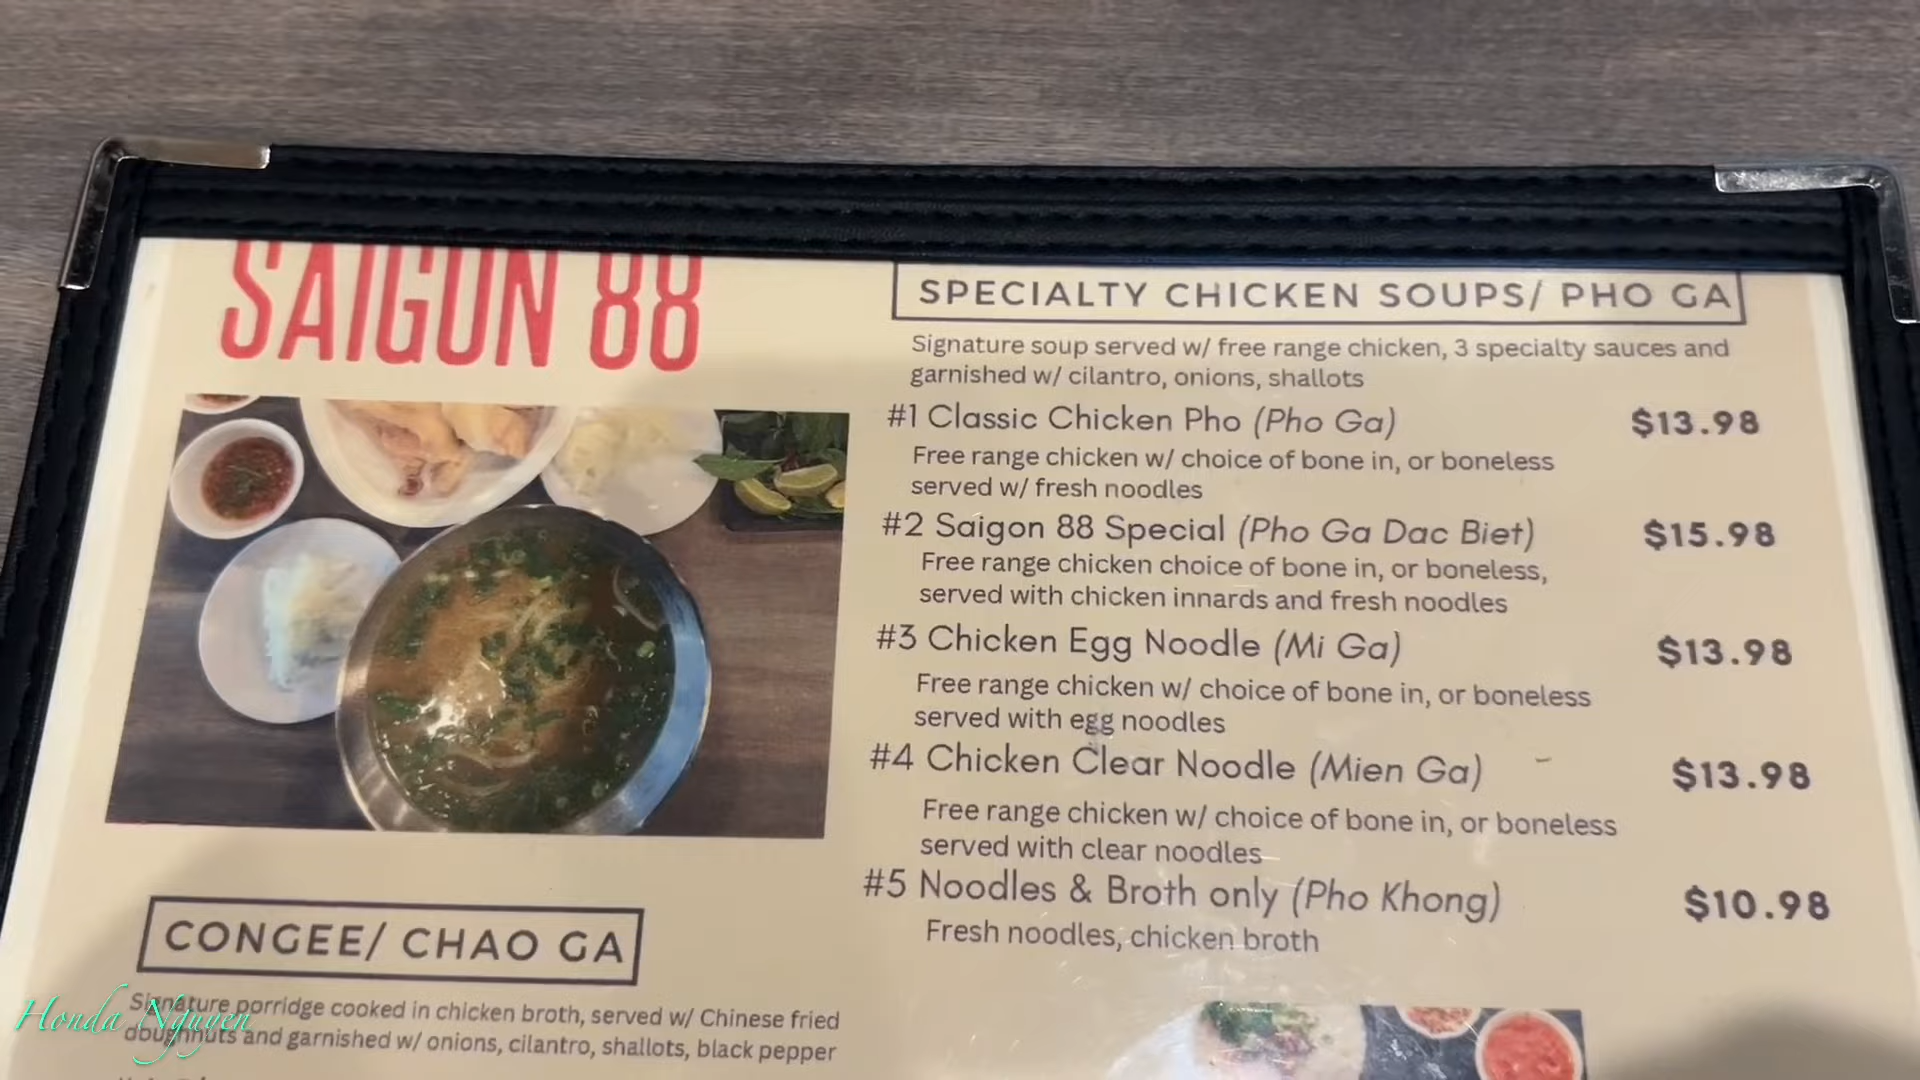 SAIGON 88
SPECIALTY CHICKEN SOUPS/ PHO GA
Signature soup served w/ free range chicken, 3 specialty sauces and
garnished w/ cilantro, onions, shallots
#1 Classic Chicken Pho (Pho Ga) $13.98
Free range chicken w/ choice of bone in, or boneless
served w/ fresh noodles
#2 Saigon 88 Special (Pho Ga Dac Biet) $15.98
Free range chicken choice of bone in, or boneless,
served with chicken innards and fresh noodles
#3 Chicken Egg Noodle (Mi Ga) $13.98
Free range chicken w/ choice of bone in, or boneless
served with egg noodles
#4 Chicken Clear Noodle (Mien Ga) $13.98
Free range chicken w/ choice of bone in, or boneless
served with clear noodles
#5 Noodles & Broth only (Pho Khong) $10.98
Fresh noodles, chicken broth
CONGEE/ CHAO GA
Signature porridge cooked in chicken broth, served w/ Chinese fried
doughnuts and garnished w/ onions, cilantro, shallots, black pepper
Honda Nguyen